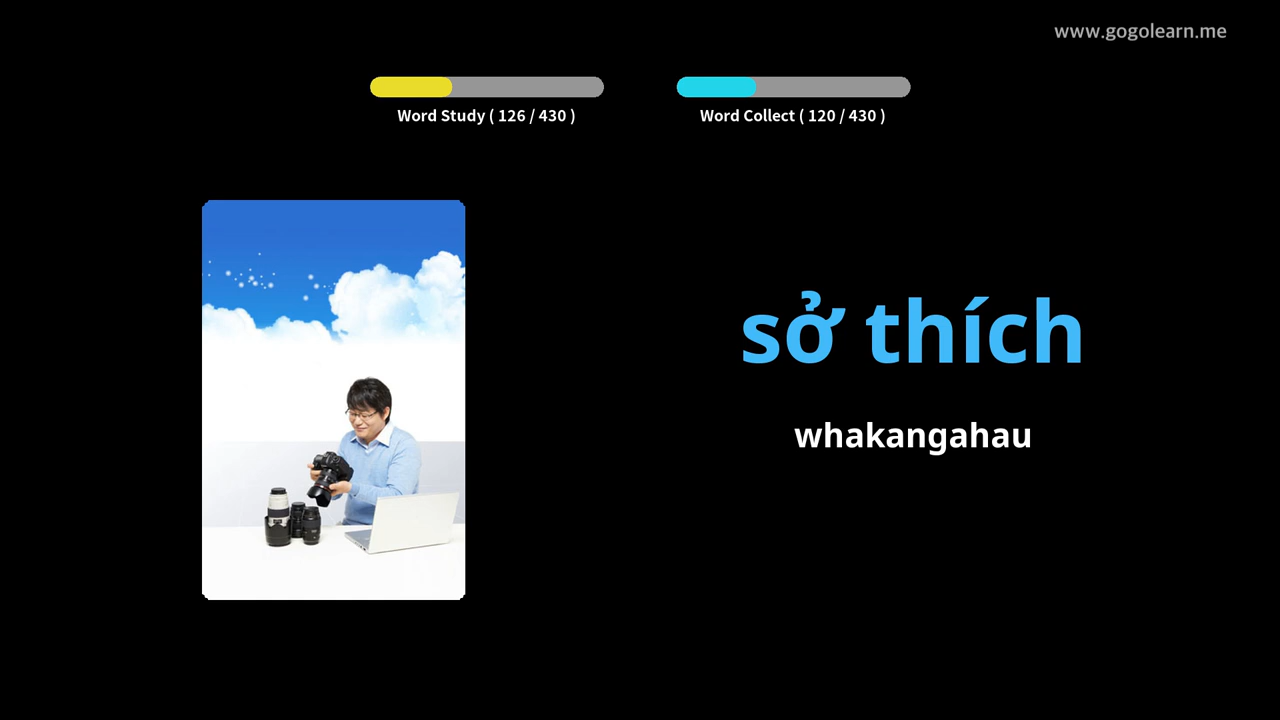 www.gogolearn.me
Word Study ( 126 / 430 )
Word Collect ( 120 / 430 )
sở thích
whakangahau